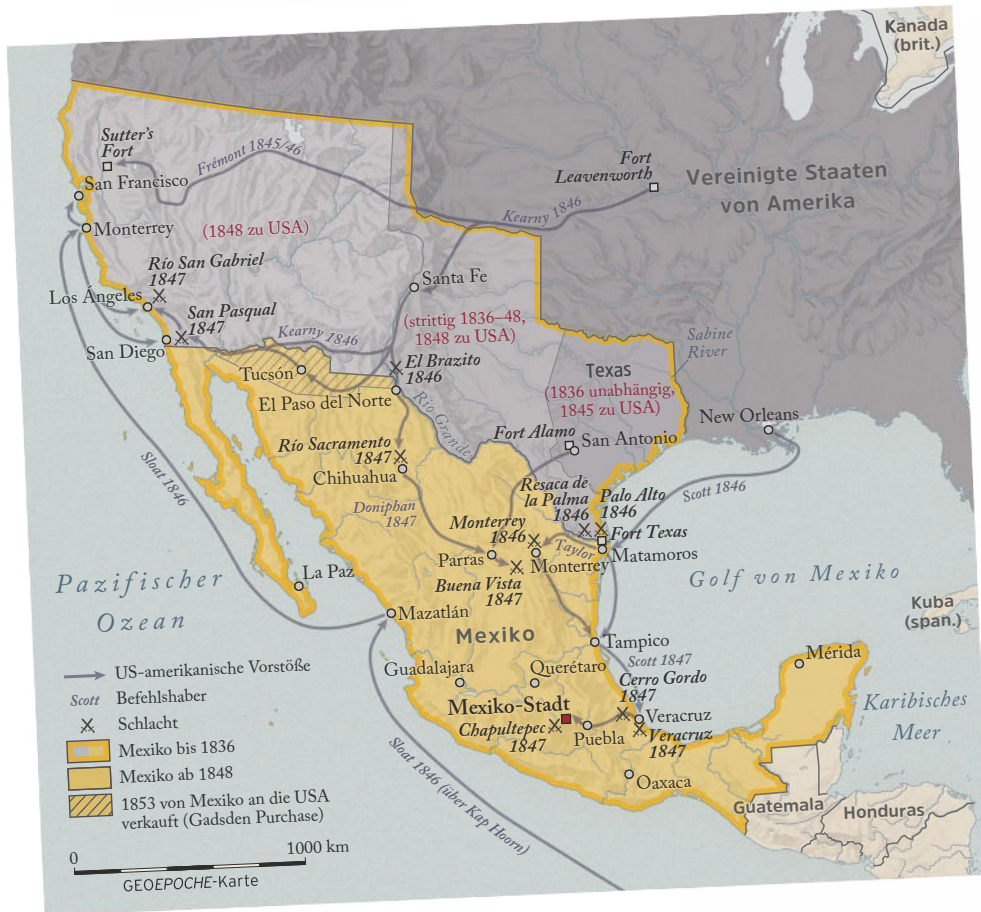 Kanada
(brit.)
Sutter's
Fort
Frémont 1845/46
Fort
Leavenworth
Vereinigte Staaten
von Amerika
San Francisco
Kearny 1846
Monterrey
(1848 zu USA)
Río San Gabriel
1847
Santa Fe
Los Ángeles
San Pasqual
1847
(strittig 1836–48,
1848 zu USA)
Kearny 1846
Sabine
River
San Diego
El Brazito
1846
Texas
(1836 unabhängig,
1845 zu USA)
Tucsón
El Paso del Norte
Río Grande
New Orleans
Fort Alamo
San Antonio
Río Sacramento
1847
Chihuahua
Sloat 1846
Resaca de
la Palma
1846
Palo Alto
1846
Scott 1846
Doniphan
1847
Monterrey
1846
Fort Texas
Taylor
Matamoros
Parras
Monterrey
Buena Vista
1847
La Paz
Pazifischer
Ozean
Golf von Mexiko
Kuba
(span.)
Mazatlán
Mexiko
Tampico
Scott 1847
Mérida
Guadalajara
Querétaro
Cerro Gordo
1847
Mexiko-Stadt
Karibisches
Meer
Chapultepec
1847
Puebla
Veracruz
Veracruz
1847
Sloat 1846 (über Kap Hoorn)
Oaxaca
Guatemala
Honduras
US-amerikanische Vorstöße
Scott
Befehlshaber
Schlacht
Mexiko bis 1836
Mexiko ab 1848
1853 von Mexiko an die USA
verkauft (Gadsden Purchase)
0
1000 km
GEOEPOCHE-Karte